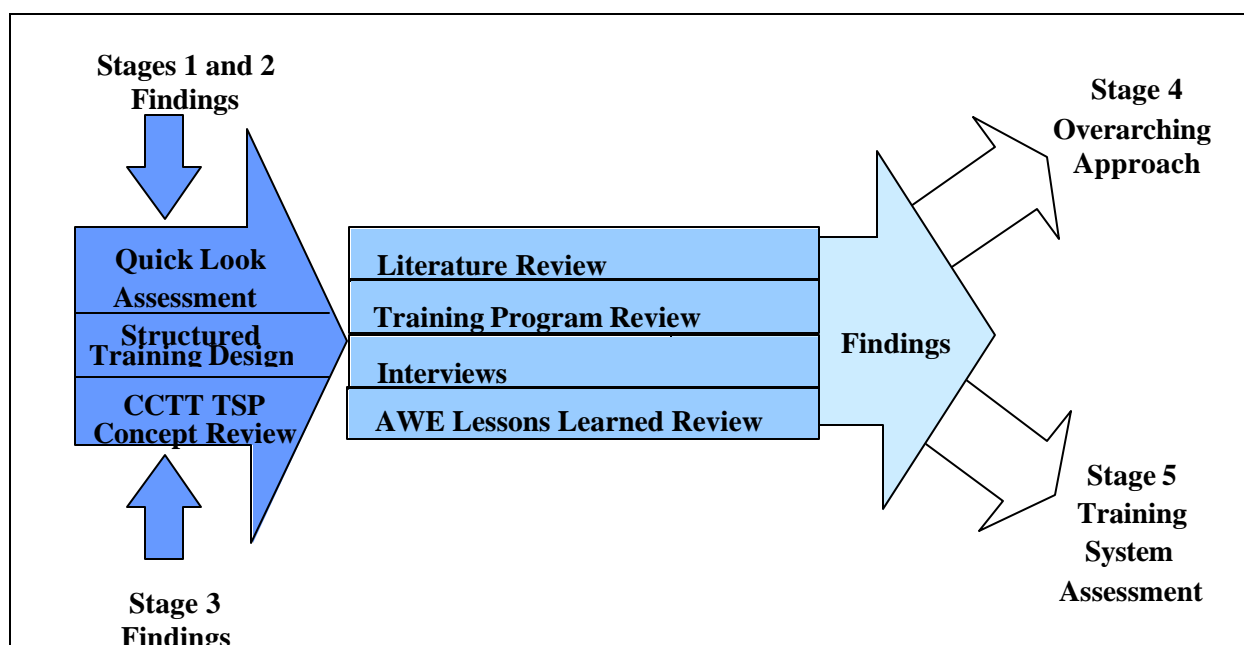 Stages 1 and 2
Findings
Quick Look
Assessment
Structured
Training Design
CCTT TSP
Concept Review
Stage 3
Findings
Literature Review
Training Program Review
Interviews
AWE Lessons Learned Review
Findings
Stage 4
Overarching
Approach
Stage 5
Training
System
Assessment